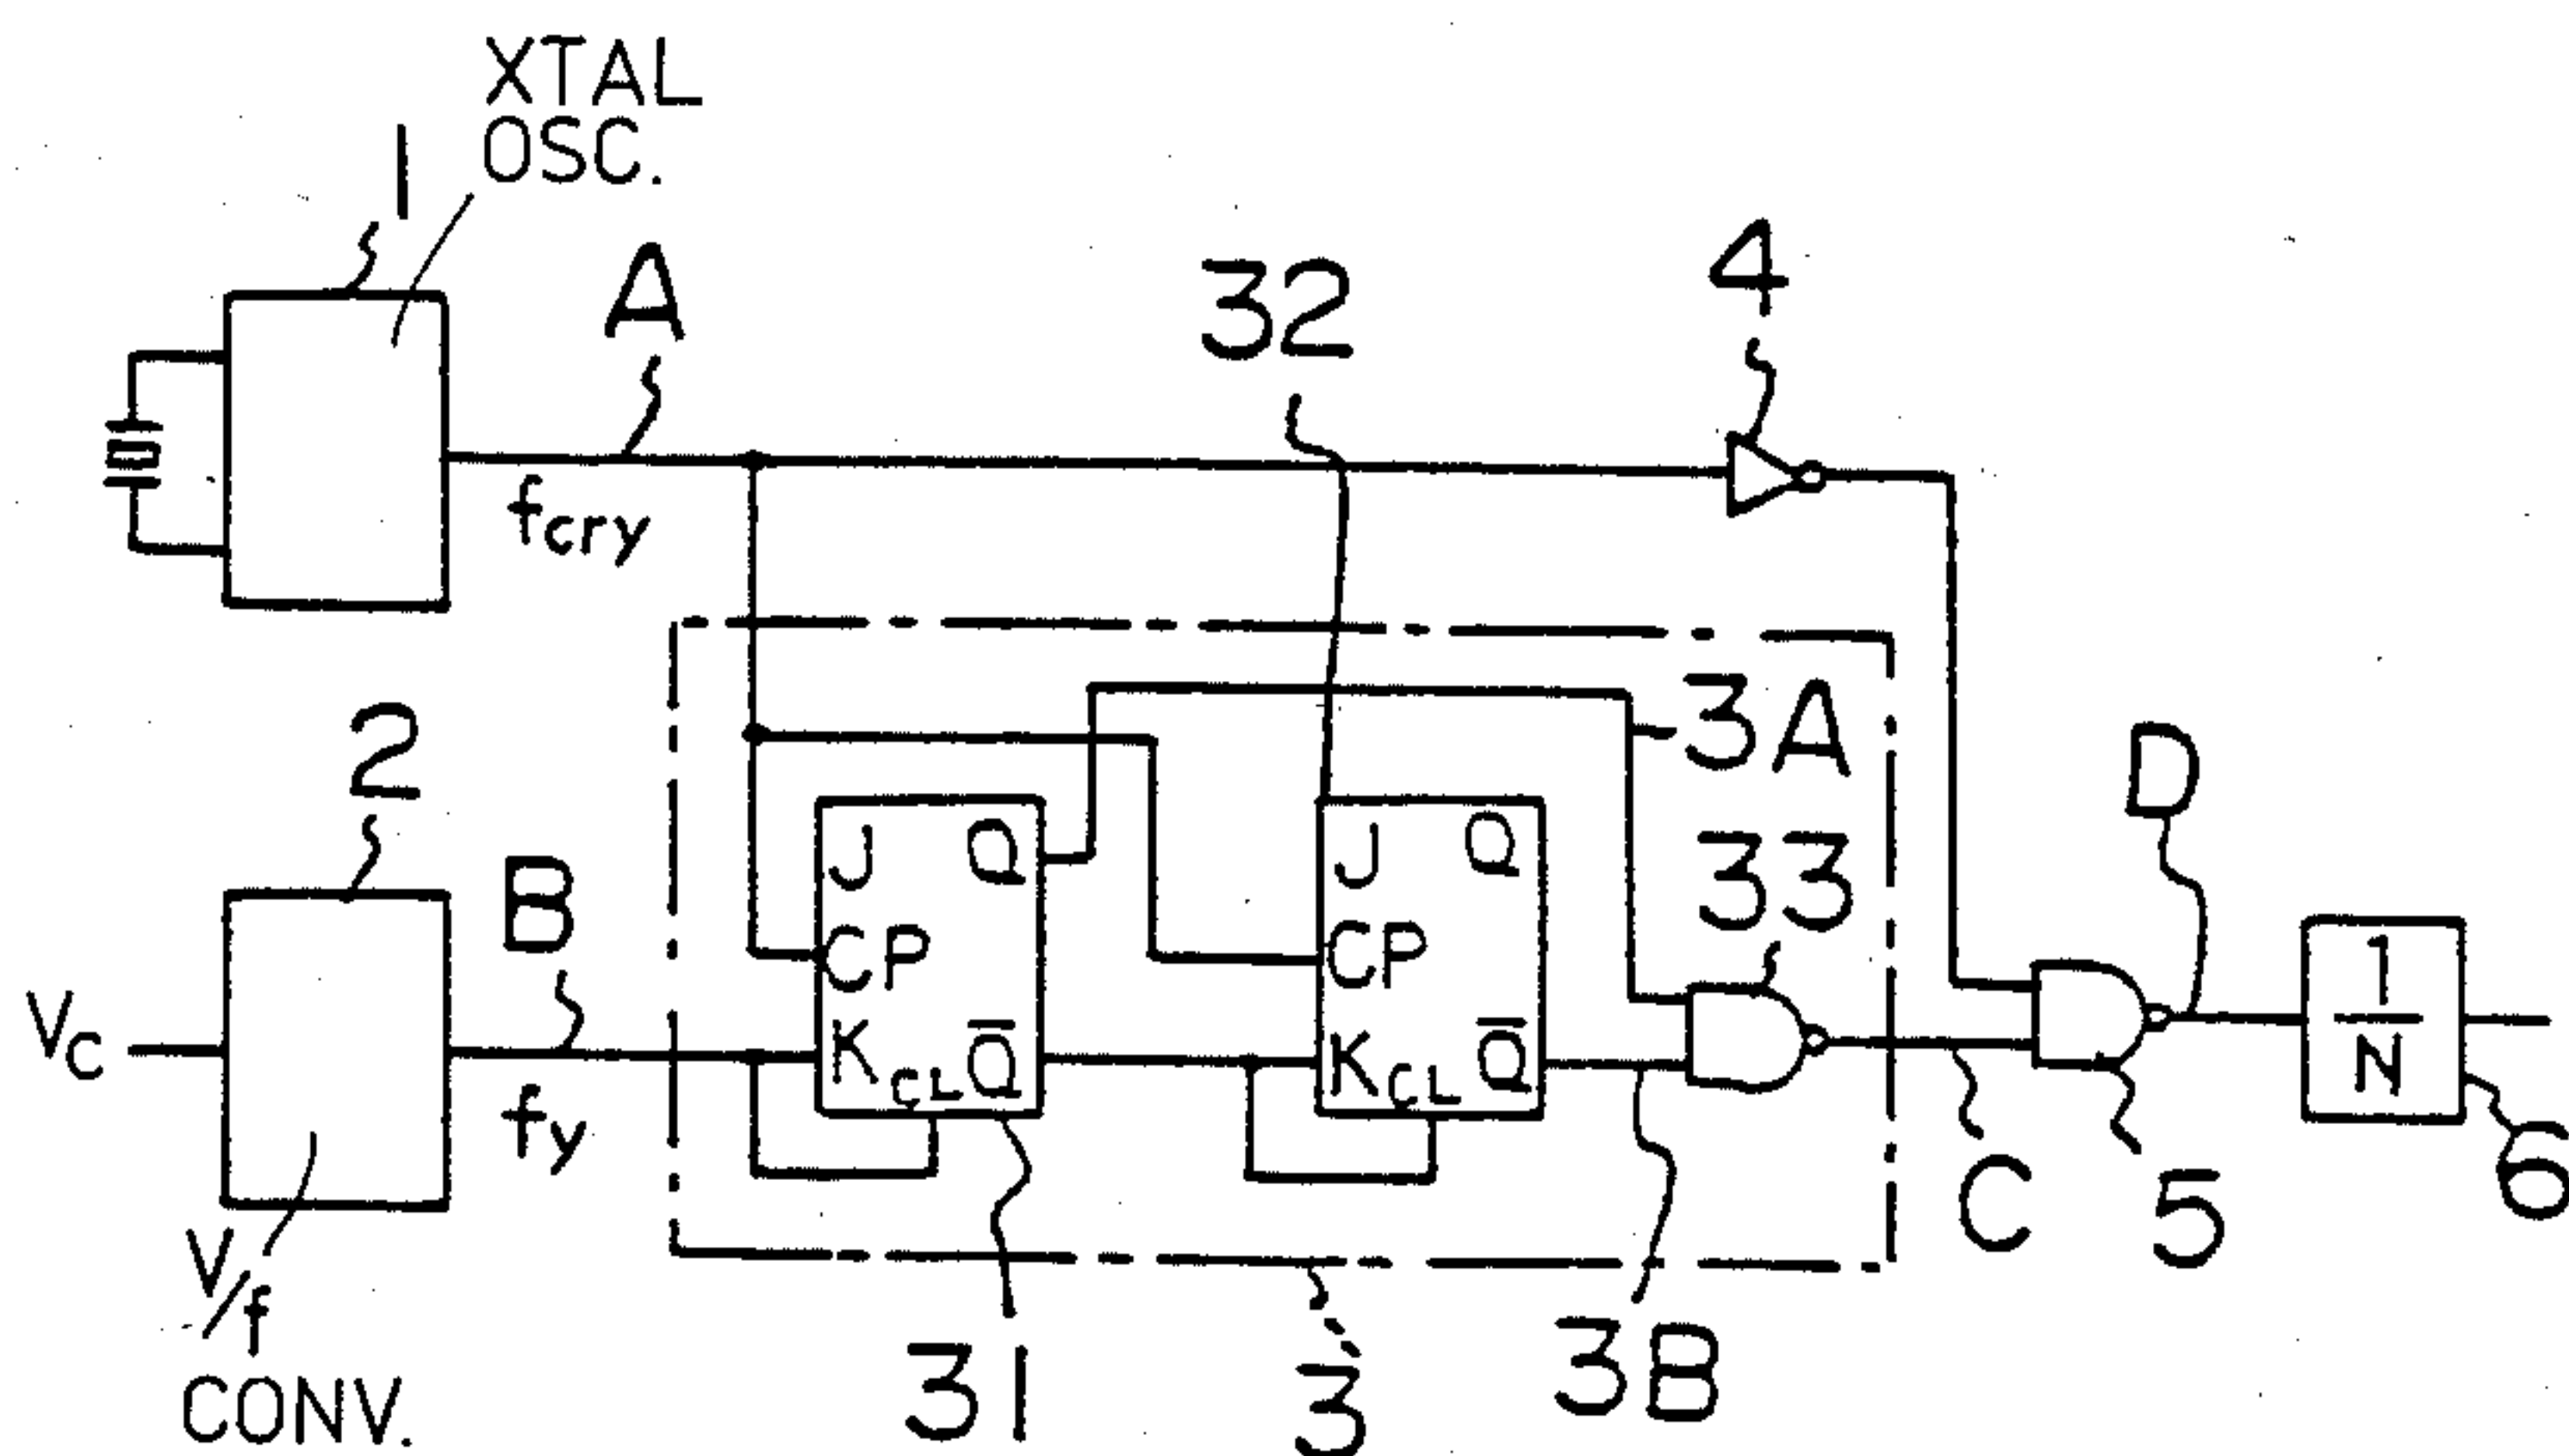 XTAL
OSC.
1
A
32
4
fcry
2
3A
D
J Q
J Q
33
B
CP
CP
1
N
VC
K CL Q̅
K CL Q̅
fy
C
5
6
V/f
CONV.
31
3
3B